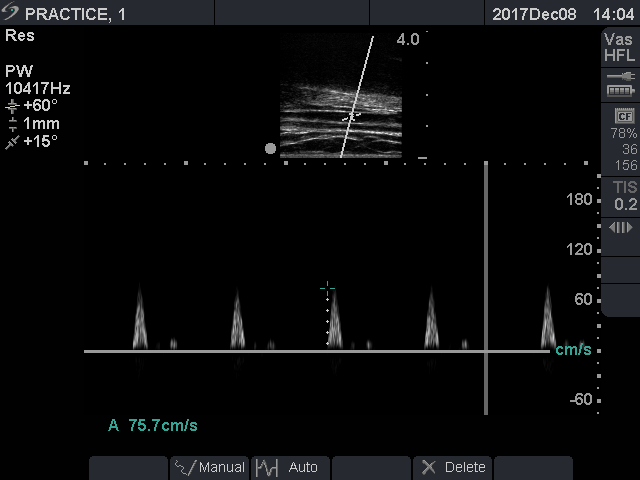 PRACTICE, 1
2017Dec08 14:04
Res
PW
10417Hz
+60°
1mm
+15°
4.0
Vas
HFL
CF
78%
36
156
TIS
0.2
180
120
60
cm/s
-60
A 75.7cm/s
Manual
Auto
Delete